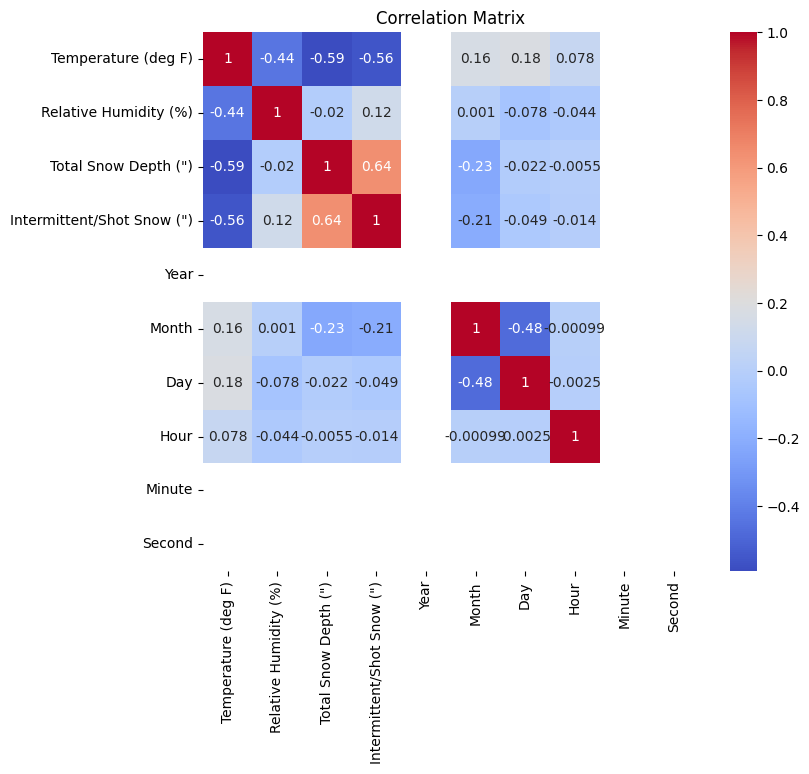 Correlation Matrix
Temperature (deg F) 1 -0.44 -0.59 -0.56 0.16 0.18 0.078
Relative Humidity (%) -0.44 1 -0.02 0.12 0.001 -0.078 -0.044
Total Snow Depth (") -0.59 -0.02 1 0.64 -0.23 -0.022 -0.0055
Intermittent/Shot Snow (") -0.56 0.12 0.64 1 -0.21 -0.049 -0.014
Year
Month 0.16 0.001 -0.23 -0.21 1 -0.48 -0.00099
Day 0.18 -0.078 -0.022 -0.049 -0.48 1 -0.0025
Hour 0.078 -0.044 -0.0055 -0.014 -0.00099 -0.0025 1
Minute
Second
Temperature (deg F)
Relative Humidity (%)
Total Snow Depth (")
Intermittent/Shot Snow (")
Year
Month
Day
Hour
Minute
Second
1.0
0.8
0.6
0.4
0.2
0.0
−0.2
−0.4